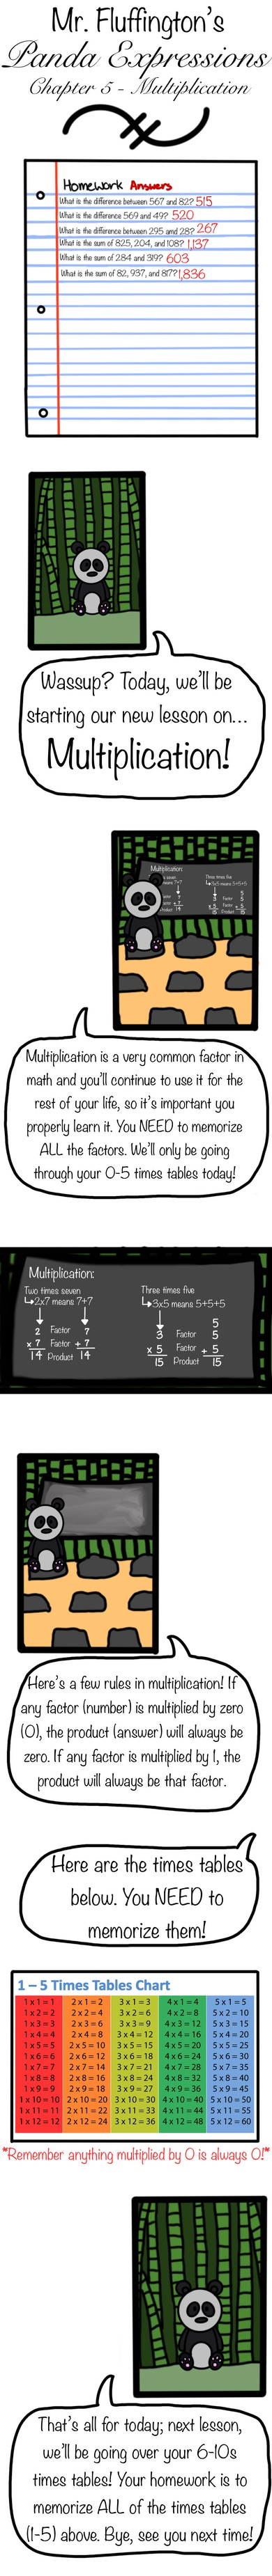 Mr. Fluffington's
Panda Expressions
Chapter 5 - Multiplication
Homework Answers
What is the difference between 567 and 82? 515
What is the difference 569 and 49? 520
What is the difference between 295 and 28? 267
What is the sum of 825, 204, and 108? 1,137
What is the sum of 284 and 319? 603
What is the sum of 82, 937, and 817? 1,836
Wassup? Today, we'll be
starting our new lesson on...
Multiplication!
Multiplication:
Multiplication is a very common factor in
math and you'll continue to use it for the
rest of your life, so it's important you
properly learn it. You NEED to memorize
ALL the factors. We'll only be going
through your 0-5 times tables today!
Multiplication:
Two times seven
2x7 means 7+7
2 Factor 7
x 7 Factor + 7
14 Product 14
Three times five
3x5 means 5+5+5
5
3 Factor 5
x 5 Factor + 5
15 Product 15
Here's a few rules in multiplication! If
any factor (number) is multiplied by zero
(0), the product (answer) will always be
zero. If any factor is multiplied by 1, the
product will always be that factor.
Here are the times tables
below. You NEED to
memorize them!
1 – 5 Times Tables Chart
1 x 1 = 1 2 x 1 = 2 3 x 1 = 3 4 x 1 = 4 5 x 1 = 5
1 x 2 = 2 2 x 2 = 4 3 x 2 = 6 4 x 2 = 8 5 x 2 = 10
1 x 3 = 3 2 x 3 = 6 3 x 3 = 9 4 x 3 = 12 5 x 3 = 15
1 x 4 = 4 2 x 4 = 8 3 x 4 = 12 4 x 4 = 16 5 x 4 = 20
1 x 5 = 5 2 x 5 = 10 3 x 5 = 15 4 x 5 = 20 5 x 5 = 25
1 x 6 = 6 2 x 6 = 12 3 x 6 = 18 4 x 6 = 24 5 x 6 = 30
1 x 7 = 7 2 x 7 = 14 3 x 7 = 21 4 x 7 = 28 5 x 7 = 35
1 x 8 = 8 2 x 8 = 16 3 x 8 = 24 4 x 8 = 32 5 x 8 = 40
1 x 9 = 9 2 x 9 = 18 3 x 9 = 27 4 x 9 = 36 5 x 9 = 45
1 x 10 = 10 2 x 10 = 20 3 x 10 = 30 4 x 10 = 40 5 x 10 = 50
1 x 11 = 11 2 x 11 = 22 3 x 11 = 33 4 x 11 = 44 5 x 11 = 55
1 x 12 = 12 2 x 12 = 24 3 x 12 = 36 4 x 12 = 48 5 x 12 = 60
*Remember anything multiplied by 0 is always 0!*
That's all for today; next lesson,
we'll be going over your 6-10s
times tables! Your homework is to
memorize ALL of the times tables
(1-5) above. Bye, see you next time!